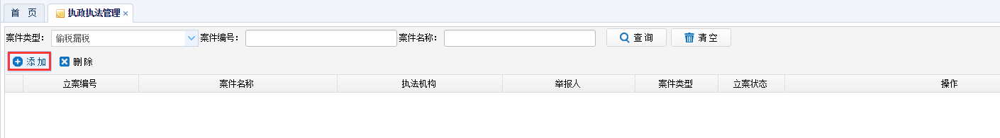 首 页 执政执法管理
案件类型： 偷税漏税 案件编号： 案件名称： 查询 清空
添加 删除
立案编号 案件名称 执法机构 举报人 案件类型 立案状态 操作